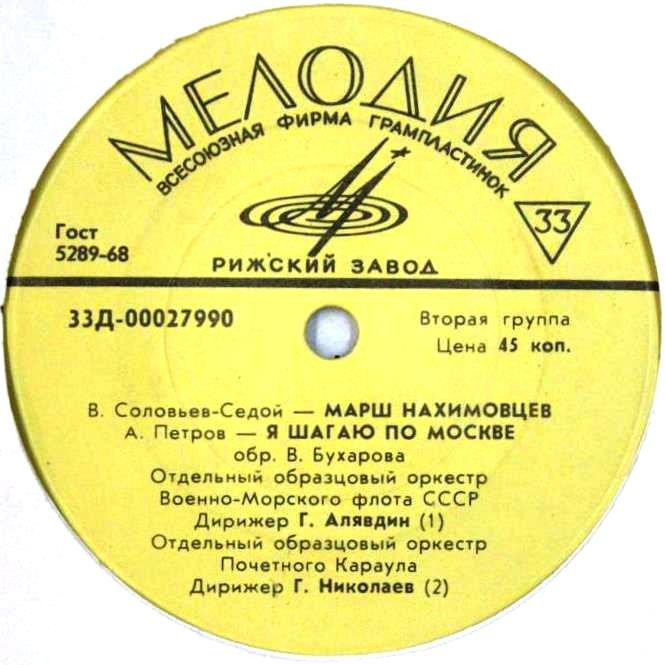 МЕЛОДИЯ
ВСЕСОЮЗНАЯ ФИРМА ГРАМПЛАСТИНОК
Гост
5289-68
33
РИЖСКИЙ ЗАВОД
33Д-00027990
Вторая группа
Цена 45 коп.
В. Соловьев-Седой — МАРШ НАХИМОВЦЕВ
А. Петров — Я ШАГАЮ ПО МОСКВЕ
обр. В. Бухарова
Отдельный образцовый оркестр
Военно-Морского флота СССР
Дирижер Г. Алявдин (1)
Отдельный образцовый оркестр
Почетного Караула
Дирижер Г. Николаев (2)